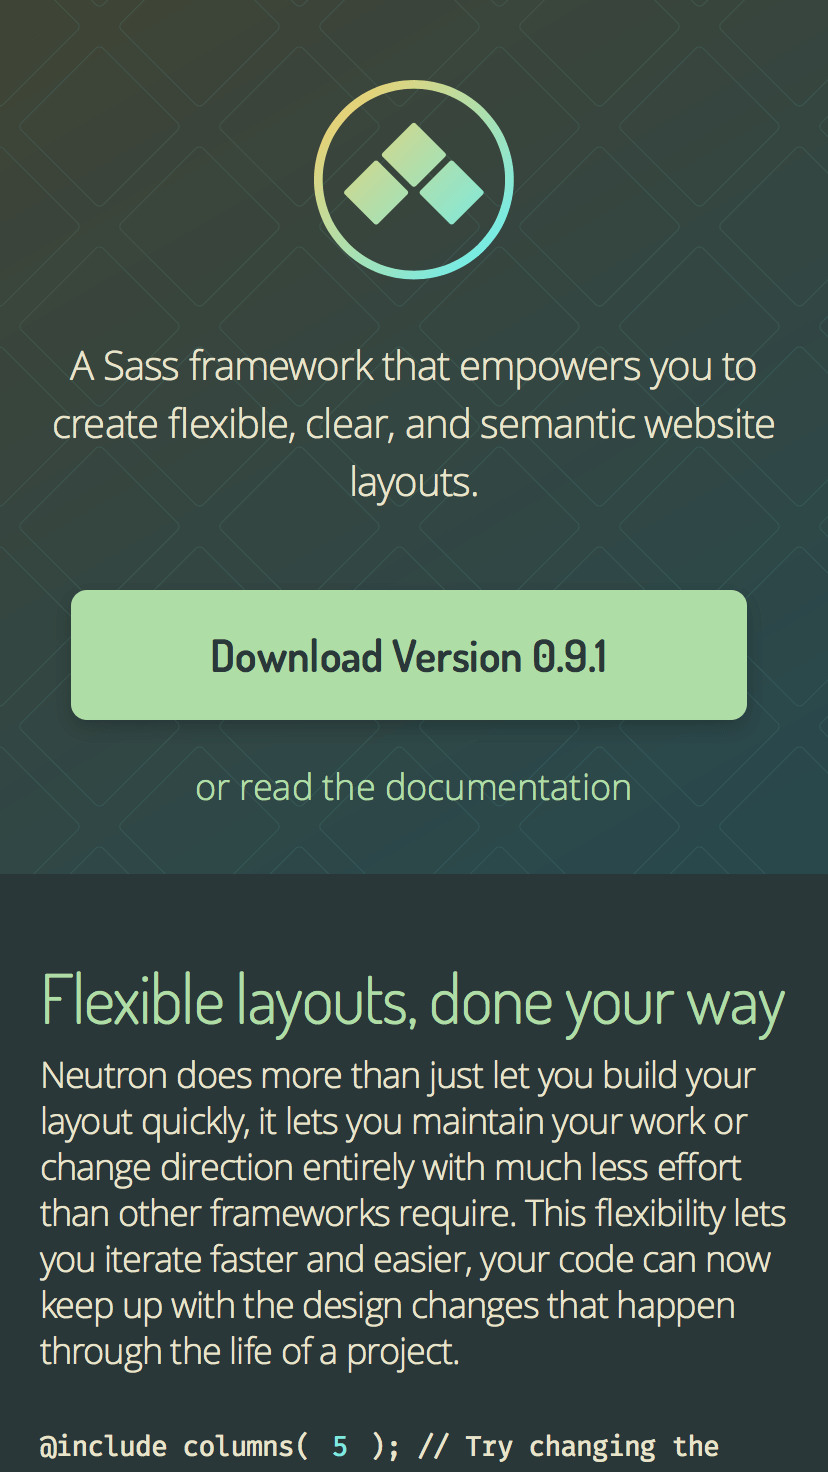 A Sass framework that empowers you to
create flexible, clear, and semantic website
layouts.
Download Version 0.9.1
or read the documentation
Flexible layouts, done your way
Neutron does more than just let you build your
layout quickly, it lets you maintain your work or
change direction entirely with much less effort
than other frameworks require. This flexibility lets
you iterate faster and easier, your code can now
keep up with the design changes that happen
through the life of a project.
@include columns( 5 ); // Try changing the